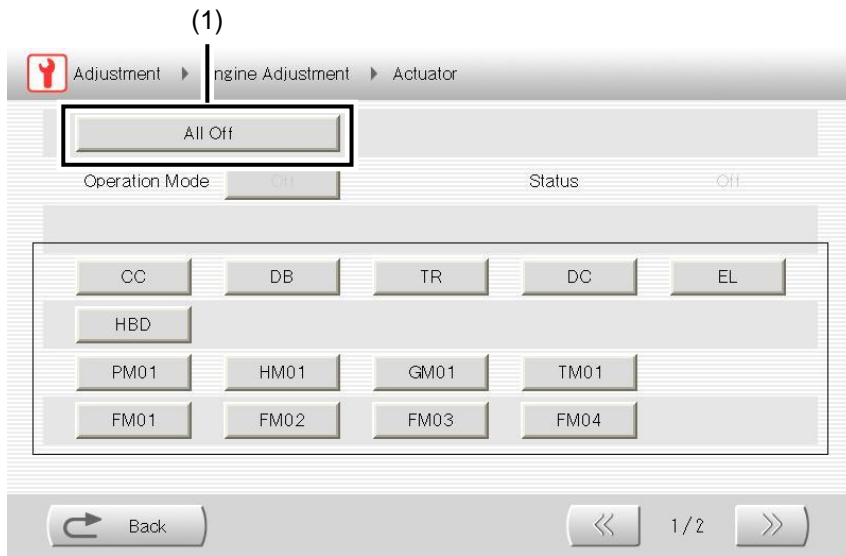 (1)
Adjustment ngine Adjustment Actuator
All Off
Operation Mode Off Status Off
CC DB TR DC EL
HBD
PM01 HM01 GM01 TM01
FM01 FM02 FM03 FM04
Back 1/2